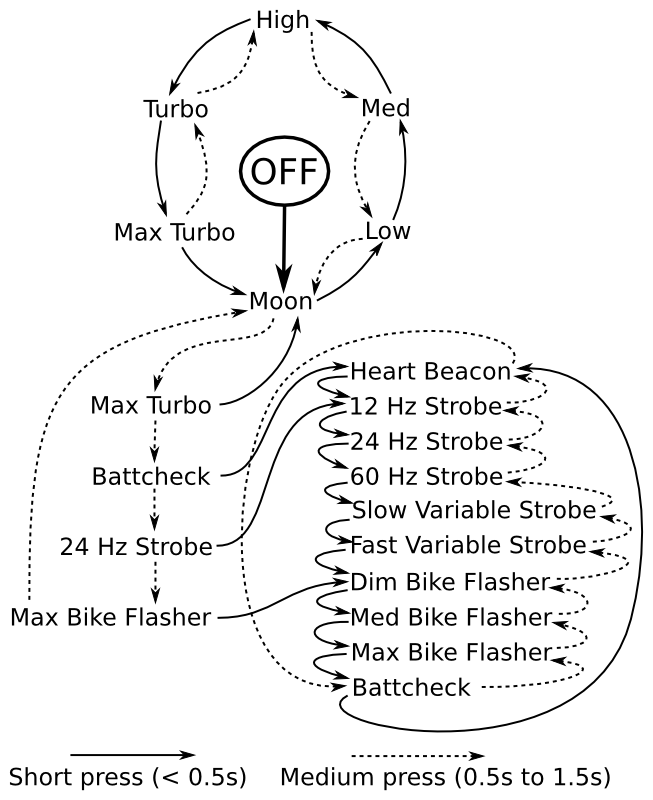 High
Turbo
Med
OFF
Max Turbo
Low
Moon
Max Turbo
Battcheck
24 Hz Strobe
Max Bike Flasher
Heart Beacon
12 Hz Strobe
24 Hz Strobe
60 Hz Strobe
Slow Variable Strobe
Fast Variable Strobe
Dim Bike Flasher
Med Bike Flasher
Max Bike Flasher
Battcheck
Short press (< 0.5s)
Medium press (0.5s to 1.5s)